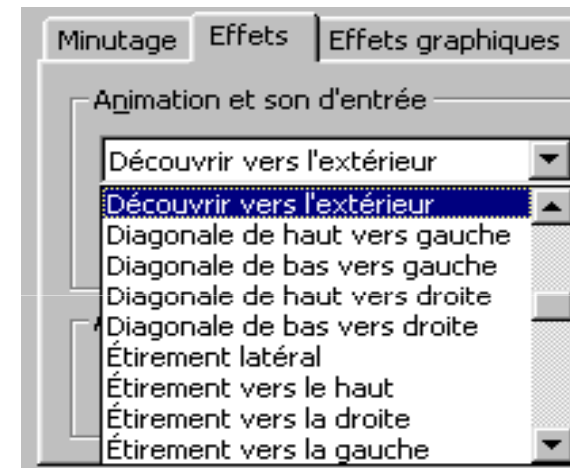 Minutage Effets Effets graphiques
Animation et son d'entrée
Découvrir vers l'extérieur
Découvrir vers l'extérieur
Diagonale de haut vers gauche
Diagonale de bas vers gauche
Diagonale de haut vers droite
Diagonale de bas vers droite
Étirement latéral
Étirement vers le haut
Étirement vers la droite
Étirement vers la gauche